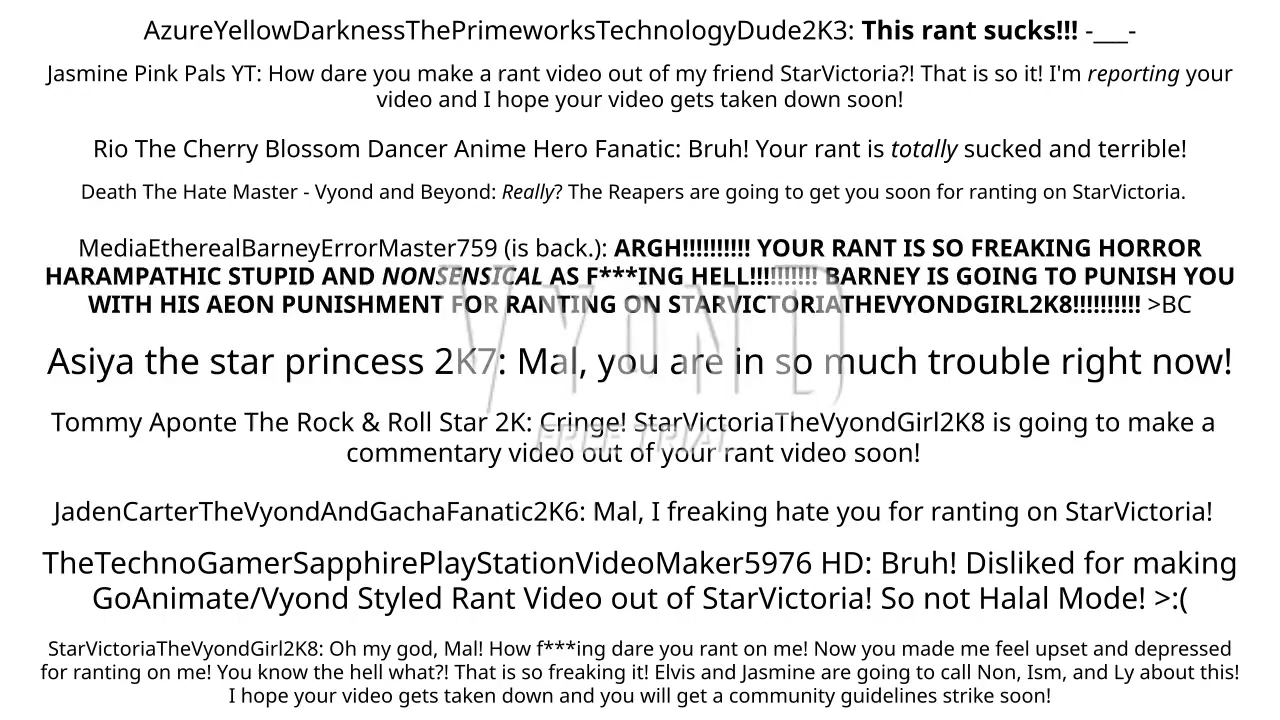 AzureYellowDarknessThePrimeworksTechnologyDude2K3: This rant sucks!!! -___-
Jasmine Pink Pals YT: How dare you make a rant video out of my friend StarVictoria?! That is so it! I'm reporting your
video and I hope your video gets taken down soon!
Rio The Cherry Blossom Dancer Anime Hero Fanatic: Bruh! Your rant is totally sucked and terrible!
Death The Hate Master - Vyond and Beyond: Really? The Reapers are going to get you soon for ranting on StarVictoria.
MediaEtherealBarneyErrorMaster759 (is back.): ARGH!!!!!!!!!! YOUR RANT IS SO FREAKING HORROR
HARAMPATHIC STUPID AND NONSENSICAL AS F***ING HELL!!!!!!!!!! BARNEY IS GOING TO PUNISH YOU
WITH HIS AEON PUNISHMENT FOR RANTING ON STARVICTORIATHEVYONDGIRL2K8!!!!!!!!!! >BC
Asiya the star princess 2K7: Mal, you are in so much trouble right now!
VYOND
Tommy Aponte The Rock & Roll Star 2K: Cringe! StarVictoriaTheVyondGirl2K8 is going to make a
FREE TRIAL
commentary video out of your rant video soon!
JadenCarterTheVyondAndGachaFanatic2K6: Mal, I freaking hate you for ranting on StarVictoria!
TheTechnoGamerSapphirePlayStationVideoMaker5976 HD: Bruh! Disliked for making
GoAnimate/Vyond Styled Rant Video out of StarVictoria! So not Halal Mode! >:(
StarVictoriaTheVyondGirl2K8: Oh my god, Mal! How f***ing dare you rant on me! Now you made me feel upset and depressed
for ranting on me! You know the hell what?! That is so freaking it! Elvis and Jasmine are going to call Non, Ism, and Ly about this!
I hope your video gets taken down and you will get a community guidelines strike soon!